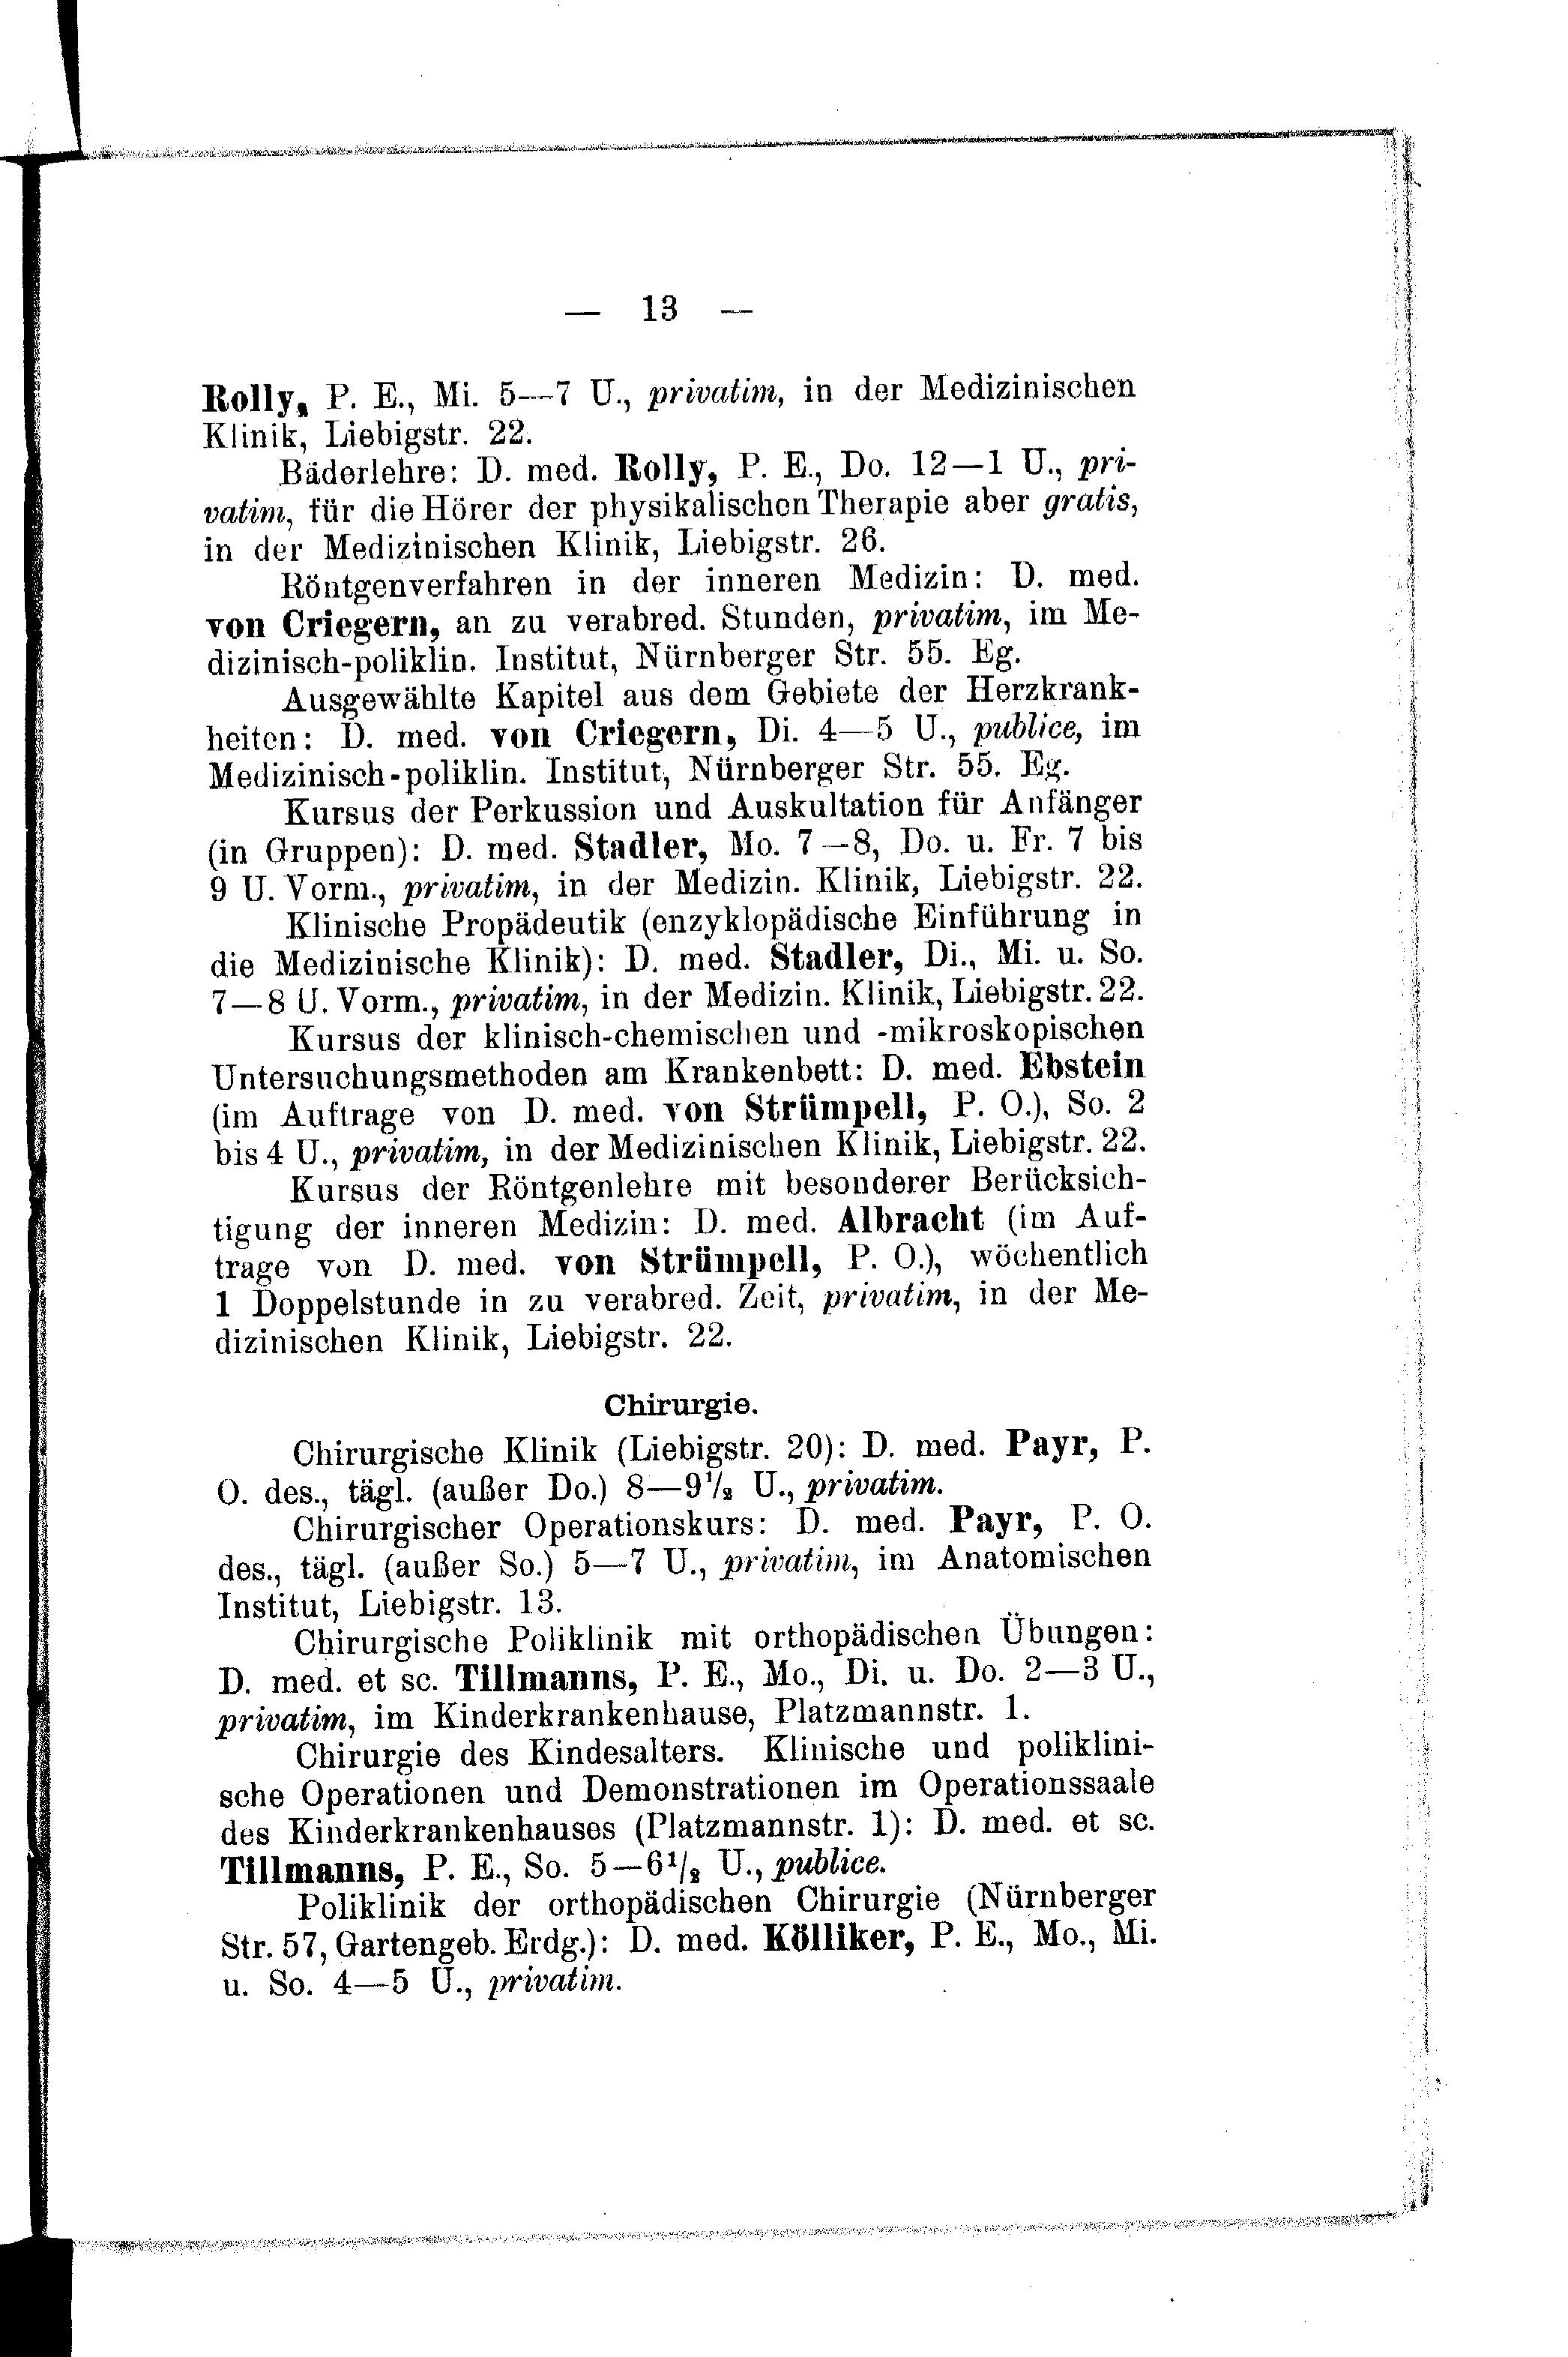 — 13 —
Rolly, P. E., Mi. 5—7 U., privatim, in der Medizinischen
Klinik, Liebigstr. 22.
Bäderlehre: D. med. Rolly, P. E., Do. 12—1 U., pri-
vatim, für die Hörer der physikalischen Therapie aber gratis,
in der Medizinischen Klinik, Liebigstr. 26.
Röntgenverfahren in der inneren Medizin: D. med.
von Criegern, an zu verabred. Stunden, privatim, im Me-
dizinisch-poliklin. Institut, Nürnberger Str. 55. Eg.
Ausgewählte Kapitel aus dem Gebiete der Herzkrank-
heiten: D. med. von Criegern, Di. 4—5 U., publice, im
Medizinisch-poliklin. Institut, Nürnberger Str. 55. Eg.
Kursus der Perkussion und Auskultation für Anfänger
(in Gruppen): D. med. Stadler, Mo. 7—8, Do. u. Fr. 7 bis
9 U. Vorm., privatim, in der Medizin. Klinik, Liebigstr. 22.
Klinische Propädeutik (enzyklopädische Einführung in
die Medizinische Klinik): D. med. Stadler, Di., Mi. u. So.
7—8 U. Vorm., privatim, in der Medizin. Klinik, Liebigstr. 22.
Kursus der klinisch-chemischen und -mikroskopischen
Untersuchungsmethoden am Krankenbett: D. med. Ebstein
(im Auftrage von D. med. von Strümpell, P. O.), So. 2
bis 4 U., privatim, in der Medizinischen Klinik, Liebigstr. 22.
Kursus der Röntgenlehre mit besonderer Berücksich-
tigung der inneren Medizin: D. med. Albracht (im Auf-
trage von D. med. von Strümpell, P. O.), wöchentlich
1 Doppelstunde in zu verabred. Zeit, privatim, in der Me-
dizinischen Klinik, Liebigstr. 22.
Chirurgie.
Chirurgische Klinik (Liebigstr. 20): D. med. Payr, P.
O. des., tägl. (außer Do.) 8—9½ U., privatim.
Chirurgischer Operationskurs: D. med. Payr, P. O.
des., tägl. (außer So.) 5—7 U., privatim, im Anatomischen
Institut, Liebigstr. 13.
Chirurgische Poliklinik mit orthopädischen Übungen:
D. med. et sc. Tillmanns, P. E., Mo., Di. u. Do. 2—3 U.,
privatim, im Kinderkrankenhause, Platzmannstr. 1.
Chirurgie des Kindesalters. Klinische und poliklini-
sche Operationen und Demonstrationen im Operationssaale
des Kinderkrankenhauses (Platzmannstr. 1): D. med. et sc.
Tillmanns, P. E., So. 5—6½ U., publice.
Poliklinik der orthopädischen Chirurgie (Nürnberger
Str. 57, Gartengeb. Erdg.): D. med. Kölliker, P. E., Mo., Mi.
u. So. 4—5 U., privatim.